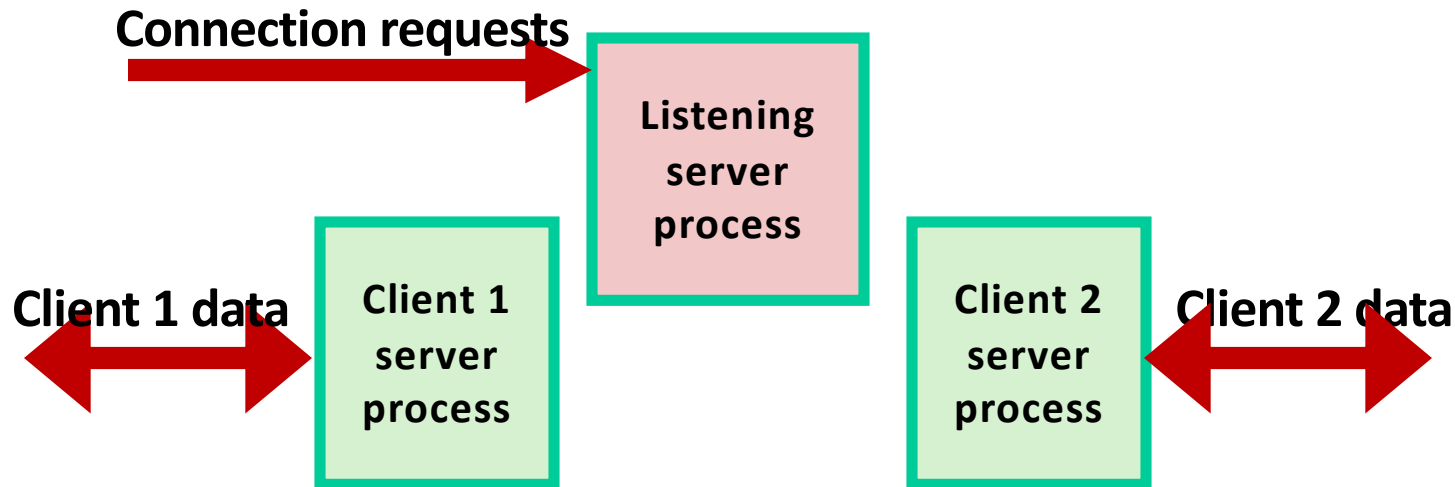 Connection requests
Listening
server
process
Client 1 data
Client 1
server
process
Client 2
server
process
Client 2 data